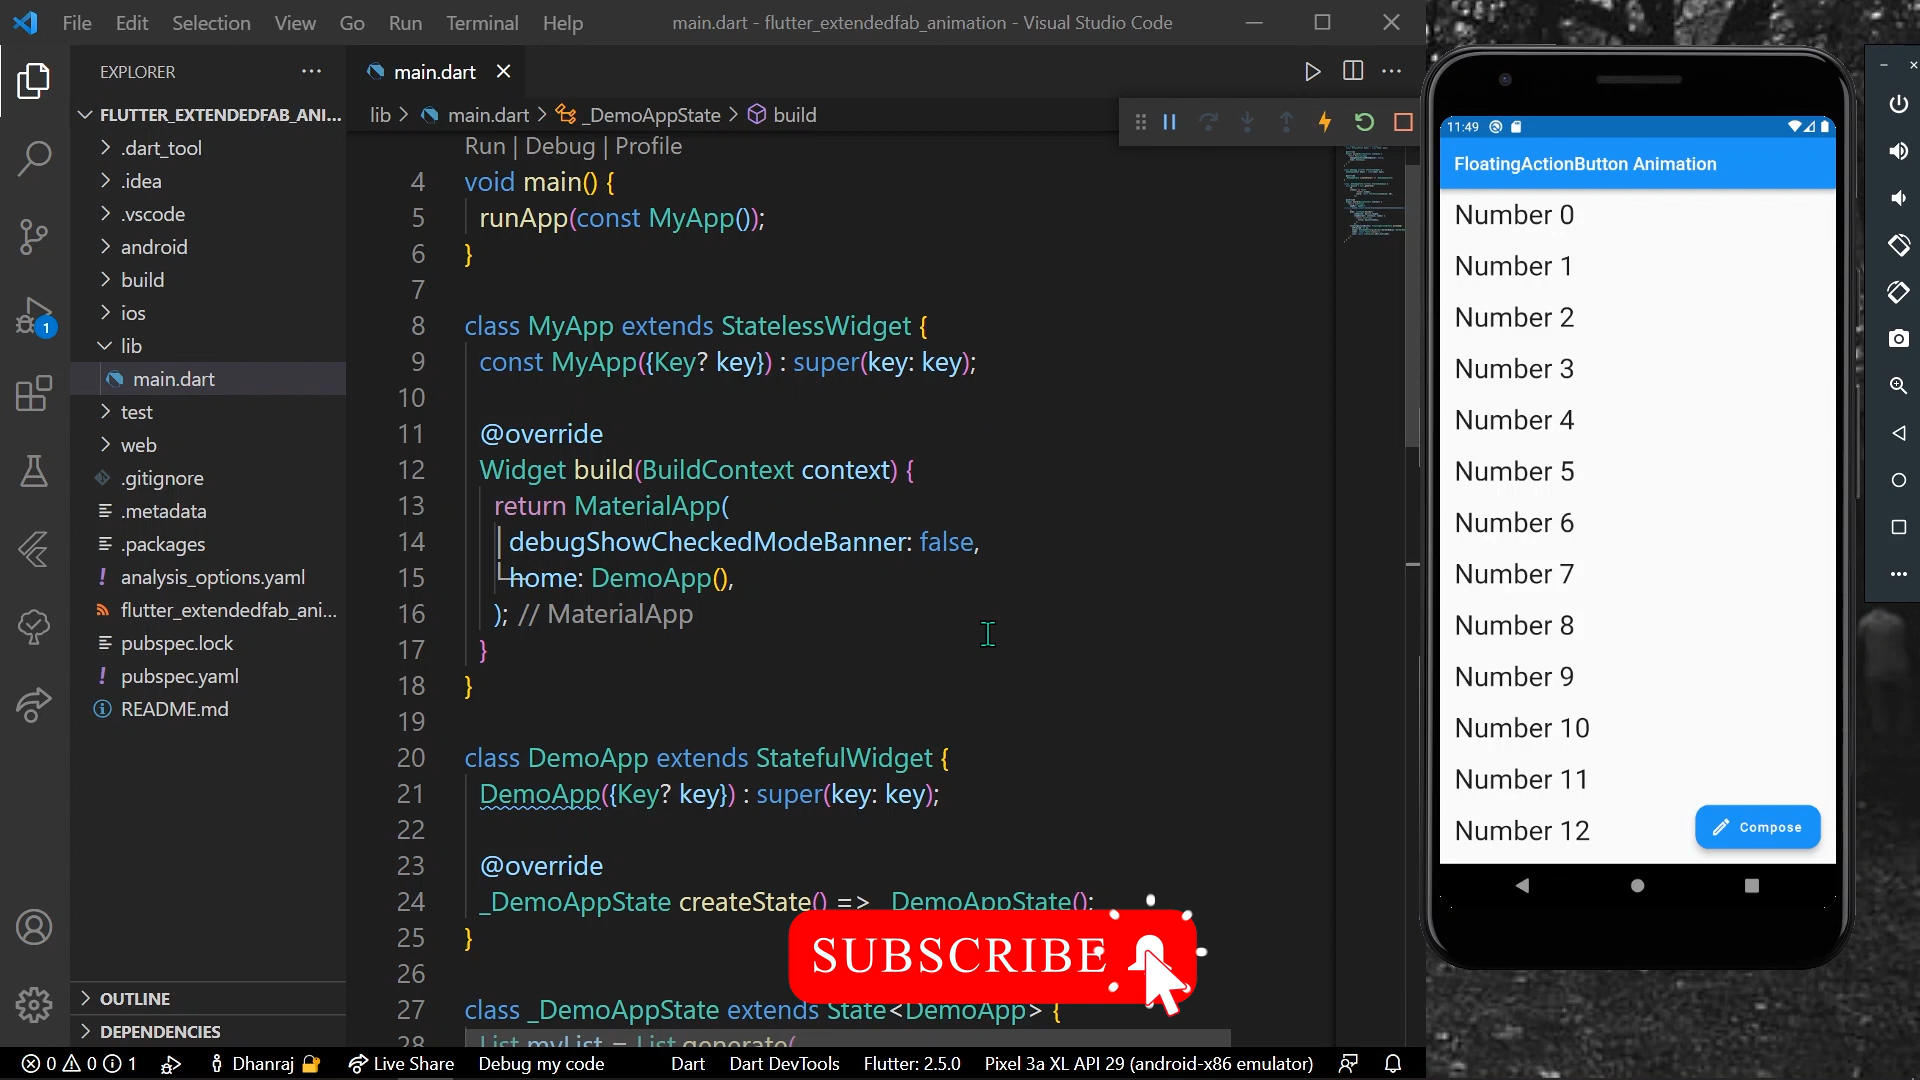 File Edit Selection View Go Run Terminal Help
main.dart - flutter_extendedfab_animation - Visual Studio Code
EXPLORER
FLUTTER_EXTENDEDFAB_ANI...
.dart_tool
.idea
.vscode
android
build
ios
lib
main.dart
test
web
.gitignore
.metadata
.packages
analysis_options.yaml
flutter_extendedfab_ani...
pubspec.lock
pubspec.yaml
README.md
OUTLINE
DEPENDENCIES
1
main.dart
lib > main.dart > _DemoAppState > build
Run | Debug | Profile
4 void main() {
5 runApp(const MyApp());
6 }
7
8 class MyApp extends StatelessWidget {
9 const MyApp({Key? key}) : super(key: key);
10
11 @override
12 Widget build(BuildContext context) {
13 return MaterialApp(
14 debugShowCheckedModeBanner: false,
15 home: DemoApp(),
16 ); // MaterialApp
17 }
18 }
19
20 class DemoApp extends StatefulWidget {
21 DemoApp({Key? key}) : super(key: key);
22
23 @override
24 _DemoAppState createState() => _DemoAppState();
25 }
26
27 class _DemoAppState extends State<DemoApp> {
28 List myList = List.generate(
SUBSCRIBE
11:49
FloatingActionButton Animation
Number 0
Number 1
Number 2
Number 3
Number 4
Number 5
Number 6
Number 7
Number 8
Number 9
Number 10
Number 11
Number 12
Compose
0 0 1 Dhanraj Live Share Debug my code Dart Dart DevTools Flutter: 2.5.0 Pixel 3a XL API 29 (android-x86 emulator)